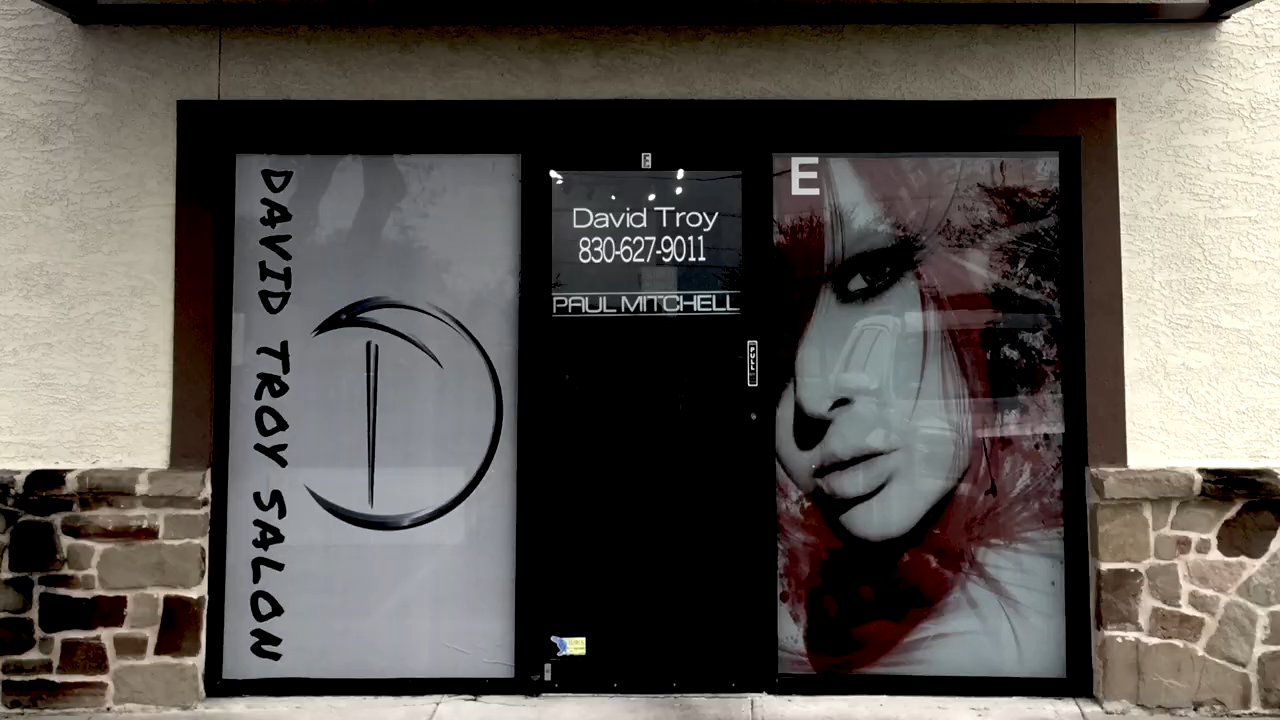 DAVID TROY SALON
E
David Troy
830-627-9011
PAUL MITCHELL
PULL
E